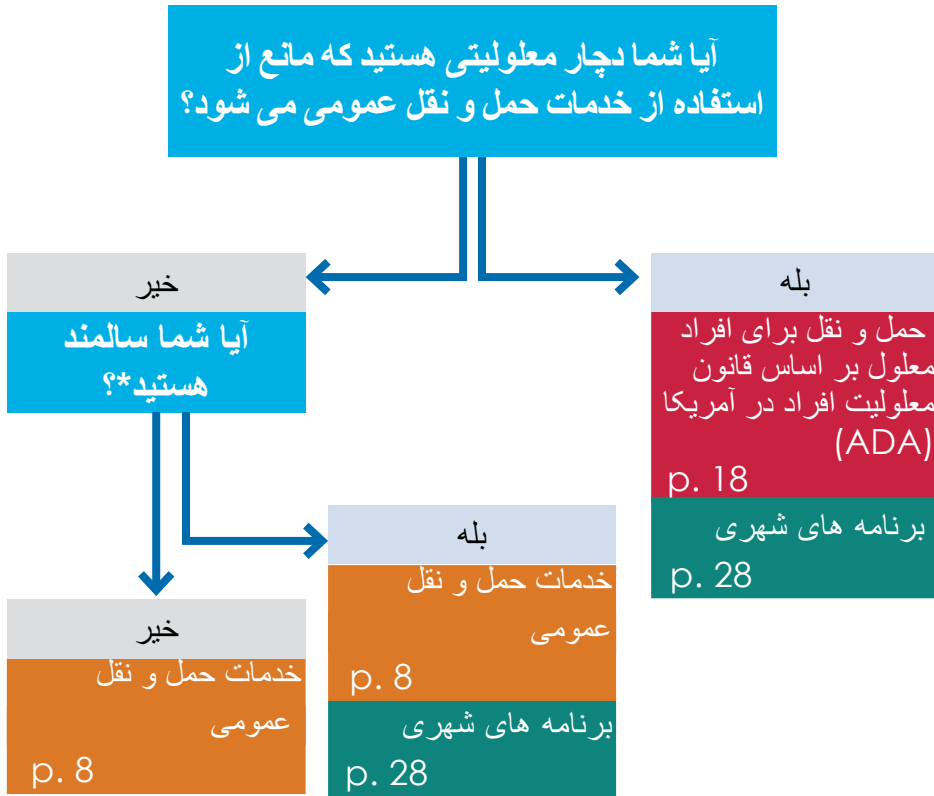 آیا شما دچار معلولیتی هستید که مانع از
استفاده از خدمات حمل و نقل عمومی می شود؟
بله
حمل و نقل برای افراد
معلول بر اساس قانون
معلولیت افراد در آمریکا
(ADA)
p. 18
برنامه های شهری
p. 28
خیر
آیا شما سالمند
هستید*؟
بله
خدمات حمل و نقل
عمومی
p. 8
برنامه های شهری
p. 28
خیر
خدمات حمل و نقل
عمومی
p. 8